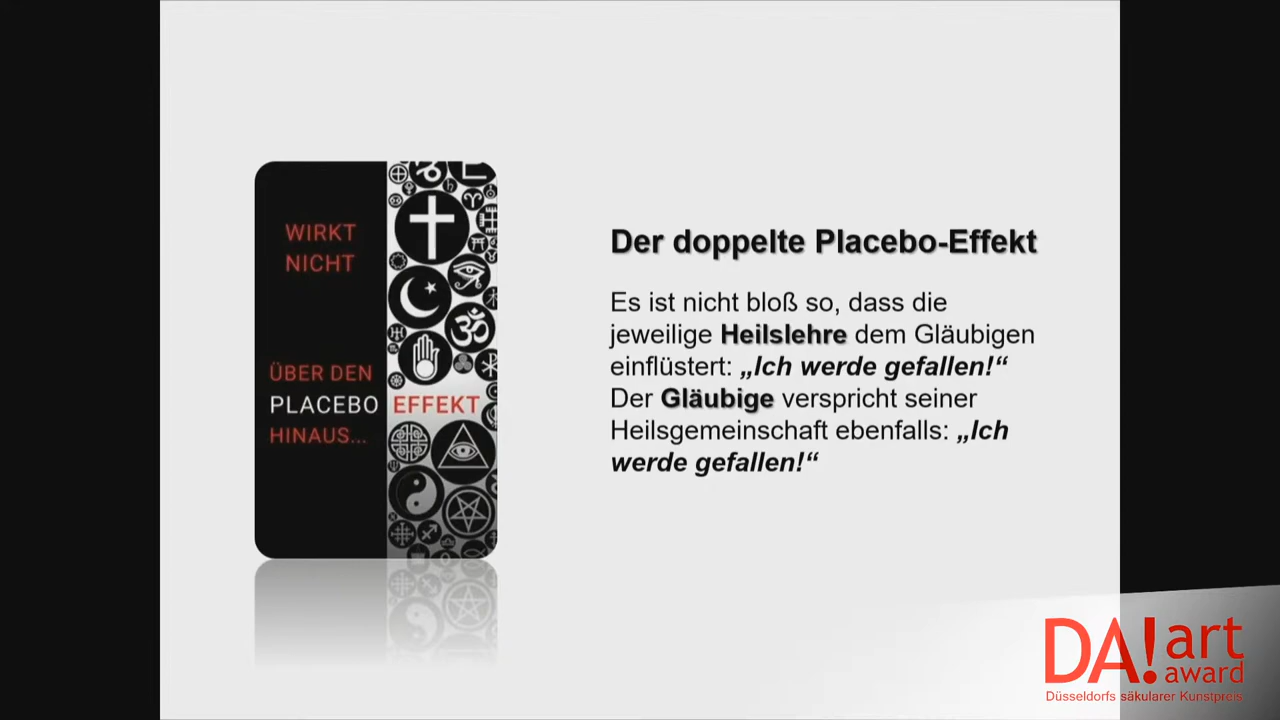 WIRKT
NICHT
ÜBER DEN
PLACEBO EFFEKT
HINAUS...
Der doppelte Placebo-Effekt
Es ist nicht bloß so, dass die
jeweilige Heilslehre dem Gläubigen
einflüstert: „Ich werde gefallen!“
Der Gläubige verspricht seiner
Heilsgemeinschaft ebenfalls: „Ich
werde gefallen!“
DA!art
award
Düsseldorfs säkularer Kunstpreis